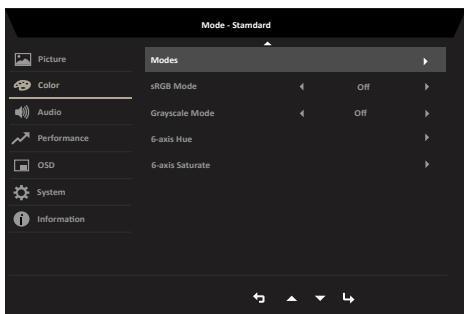 Mode - Stamdard
Picture
Color
Audio
Performance
OSD
System
Information
Modes
sRGB Mode Off
Grayscale Mode Off
6-axis Hue
6-axis Saturate